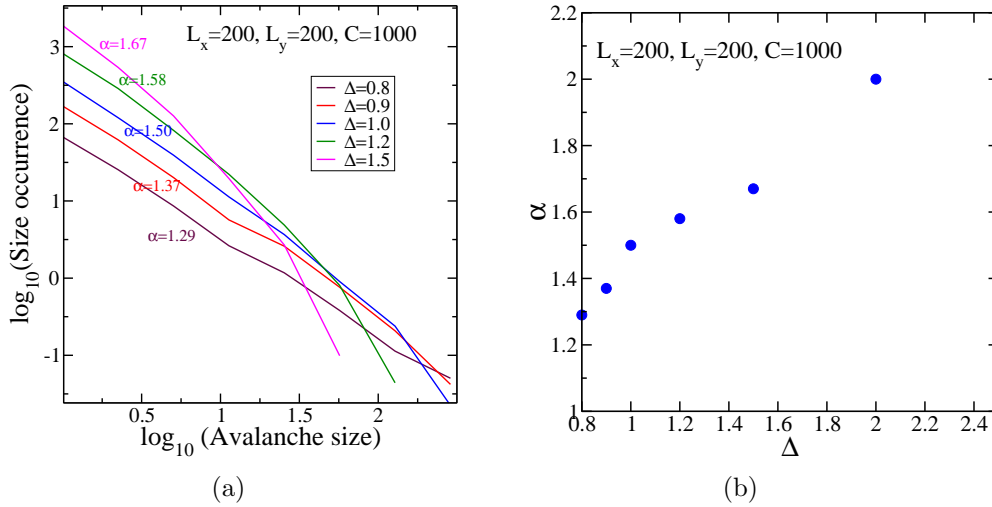 L_x=200, L_y=200, C=1000
α=1.67
α=1.58
α=1.50
α=1.37
α=1.29
Δ=0.8
Δ=0.9
Δ=1.0
Δ=1.2
Δ=1.5
3
2
1
0
-1
log_10(Size occurrence)
0.5
1
1.5
2
log_10 (Avalanche size)
(a)
L_x=200, L_y=200, C=1000
2.2
2
1.8
1.6
1.4
1.2
1
α
0.8
1
1.2
1.4
1.6
1.8
2
2.2
2.4
Δ
(b)